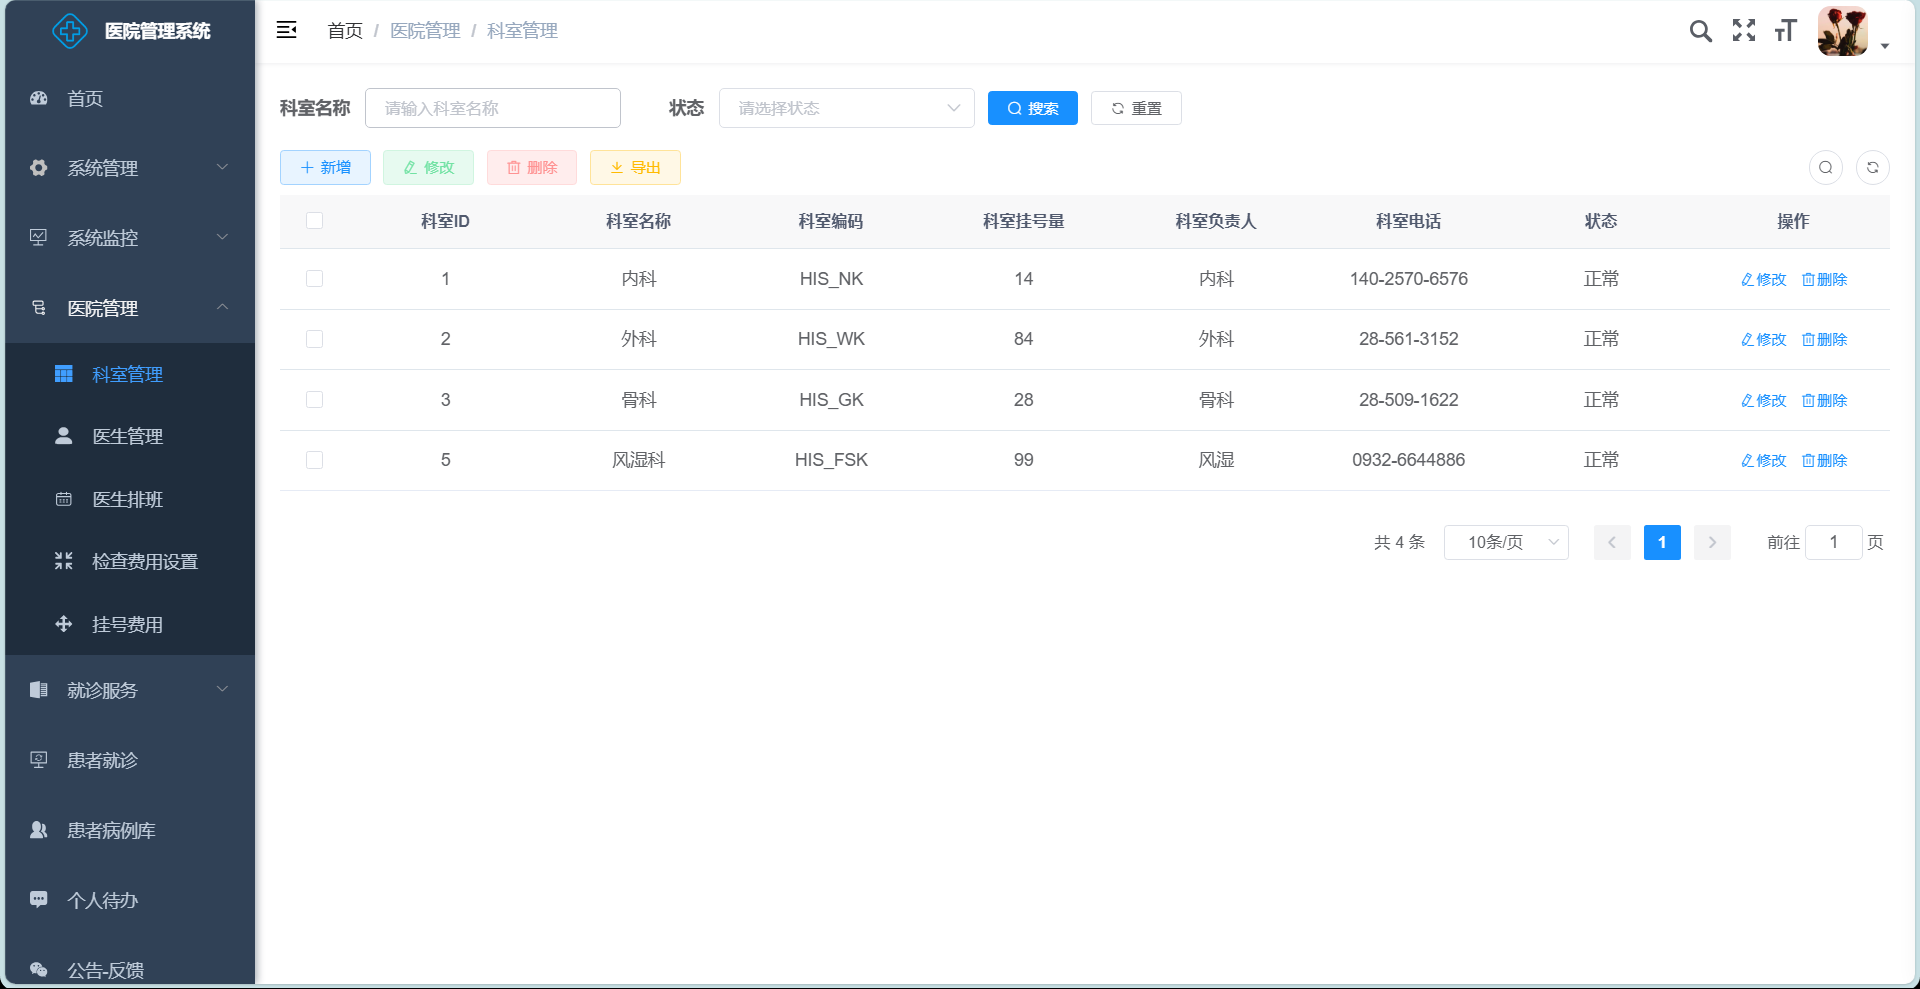 医院管理系统
首页
系统管理
系统监控
医院管理
科室管理
医生管理
医生排班
检查费用设置
挂号费用
就诊服务
患者就诊
患者病例库
个人待办
公告-反馈
首页 / 医院管理 / 科室管理
科室名称 请输入科室名称 状态 请选择状态 搜索 重置
新增 修改 删除 导出
科室ID 科室名称 科室编码 科室挂号量 科室负责人 科室电话 状态 操作
1 内科 HIS_NK 14 内科 140-2570-6576 正常 修改 删除
2 外科 HIS_WK 84 外科 28-561-3152 正常 修改 删除
3 骨科 HIS_GK 28 骨科 28-509-1622 正常 修改 删除
5 风湿科 HIS_FSK 99 风湿 0932-6644886 正常 修改 删除
共 4 条 10条/页 1 前往 1 页